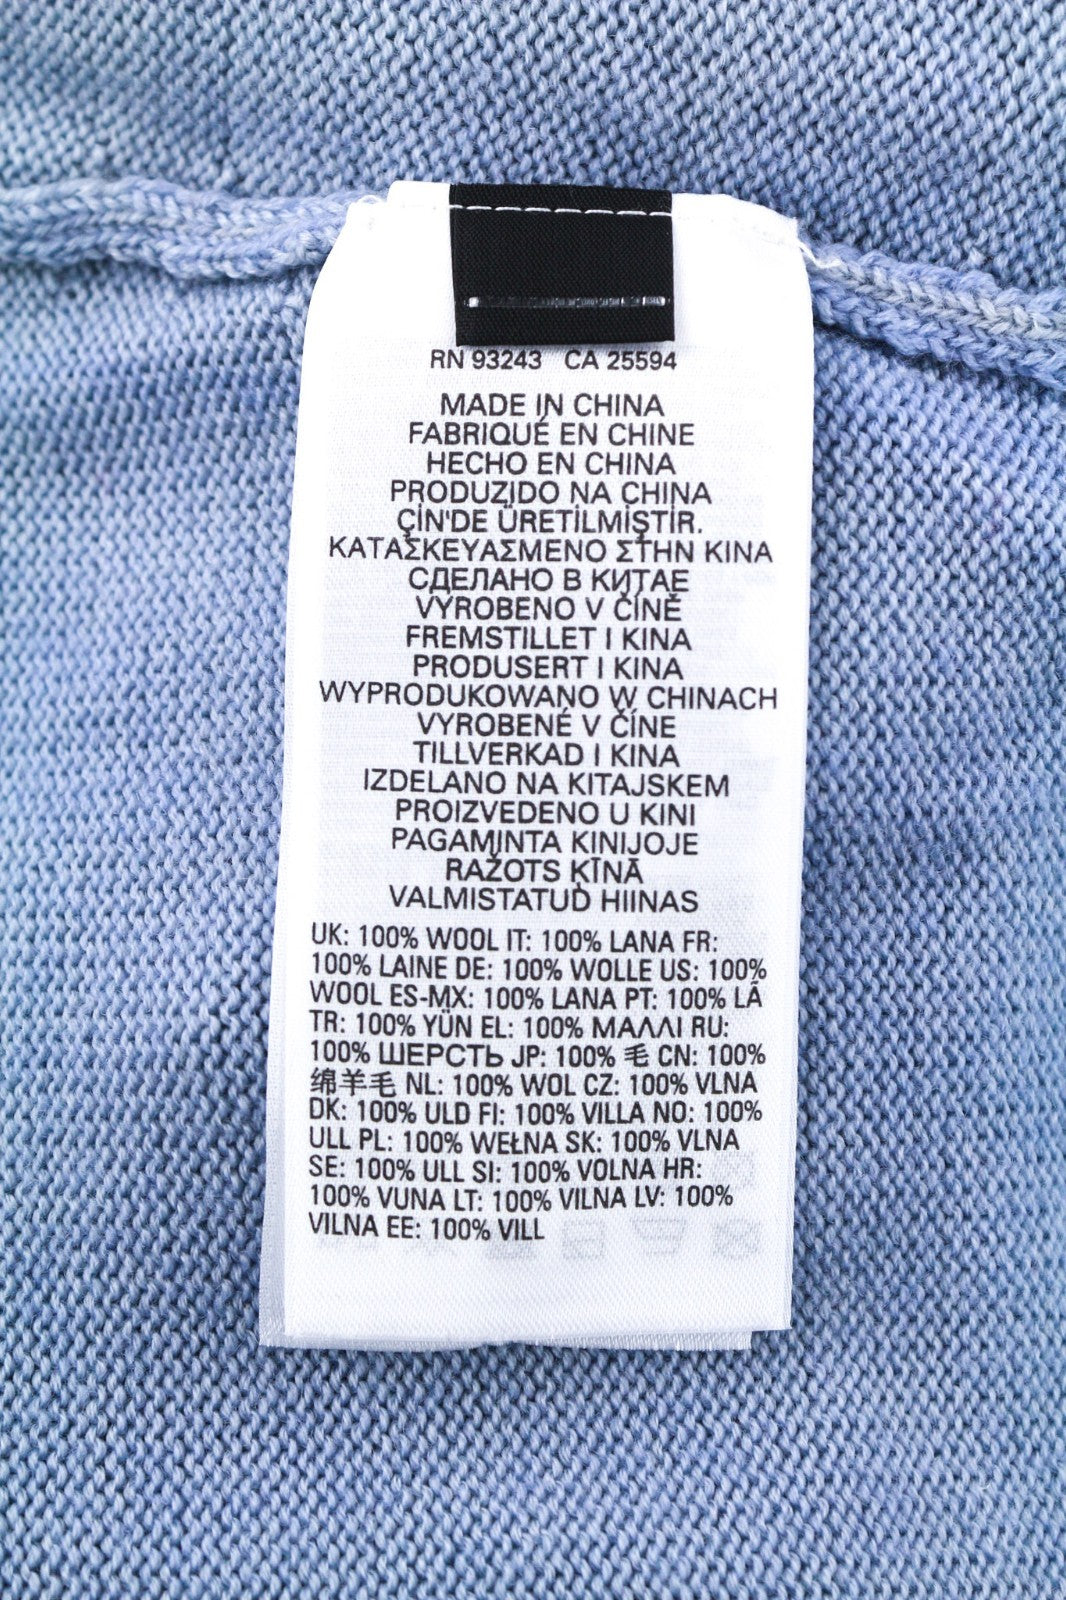 RN 93243 CA 25594
MADE IN CHINA
FABRIQUÉ EN CHINE
HECHO EN CHINA
PRODUZIDO NA CHINA
ÇİN'DE ÜRETİLMİŞTİR.
ΚΑΤΑΣΚΕΥΑΣΜΕΝΟ ΣΤΗΝ ΚΙΝΑ
СДЕЛАНО В КИТАЕ
VYROBENO V ČÍNĚ
FREMSTILLET I KINA
PRODUSERT I KINA
WYPRODUKOWANO W CHINACH
VYROBENÉ V ČÍNE
TILLVERKAD I KINA
IZDELANO NA KITAJSKEM
PROIZVEDENO U KINI
PAGAMINTA KINIJOJE
RAŽOTS ĶĪNĀ
VALMISTATUD HIINAS
UK: 100% WOOL IT: 100% LANA FR:
100% LAINE DE: 100% WOLLE US: 100%
WOOL ES-MX: 100% LANA PT: 100% LÃ
TR: 100% YÜN EL: 100% ΜΑΛΛΙ RU:
100% ШЕРСТЬ JP: 100% 毛 CN: 100%
绵羊毛 NL: 100% WOL CZ: 100% VLNA
DK: 100% ULD FI: 100% VILLA NO: 100%
ULL PL: 100% WEŁNA SK: 100% VLNA
SE: 100% ULL SI: 100% VOLNA HR:
100% VUNA LT: 100% VILNA LV: 100%
VILNA EE: 100% VILL